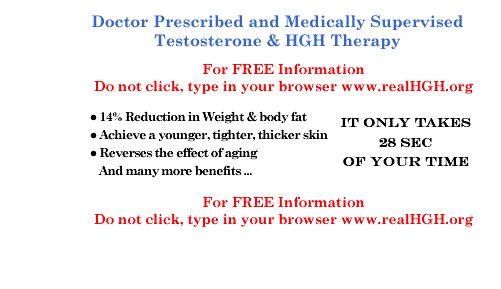 Doctor Prescribed and Medically Supervised
Testosterone & HGH Therapy
For FREE Information
Do not click, type in your browser www.realHGH.org
● 14% Reduction in Weight & body fat
● Achieve a younger, tighter, thicker skin
● Reverses the effect of aging
And many more benefits ...
IT ONLY TAKES
28 SEC
OF YOUR TIME
For FREE Information
Do not click, type in your browser www.realHGH.org